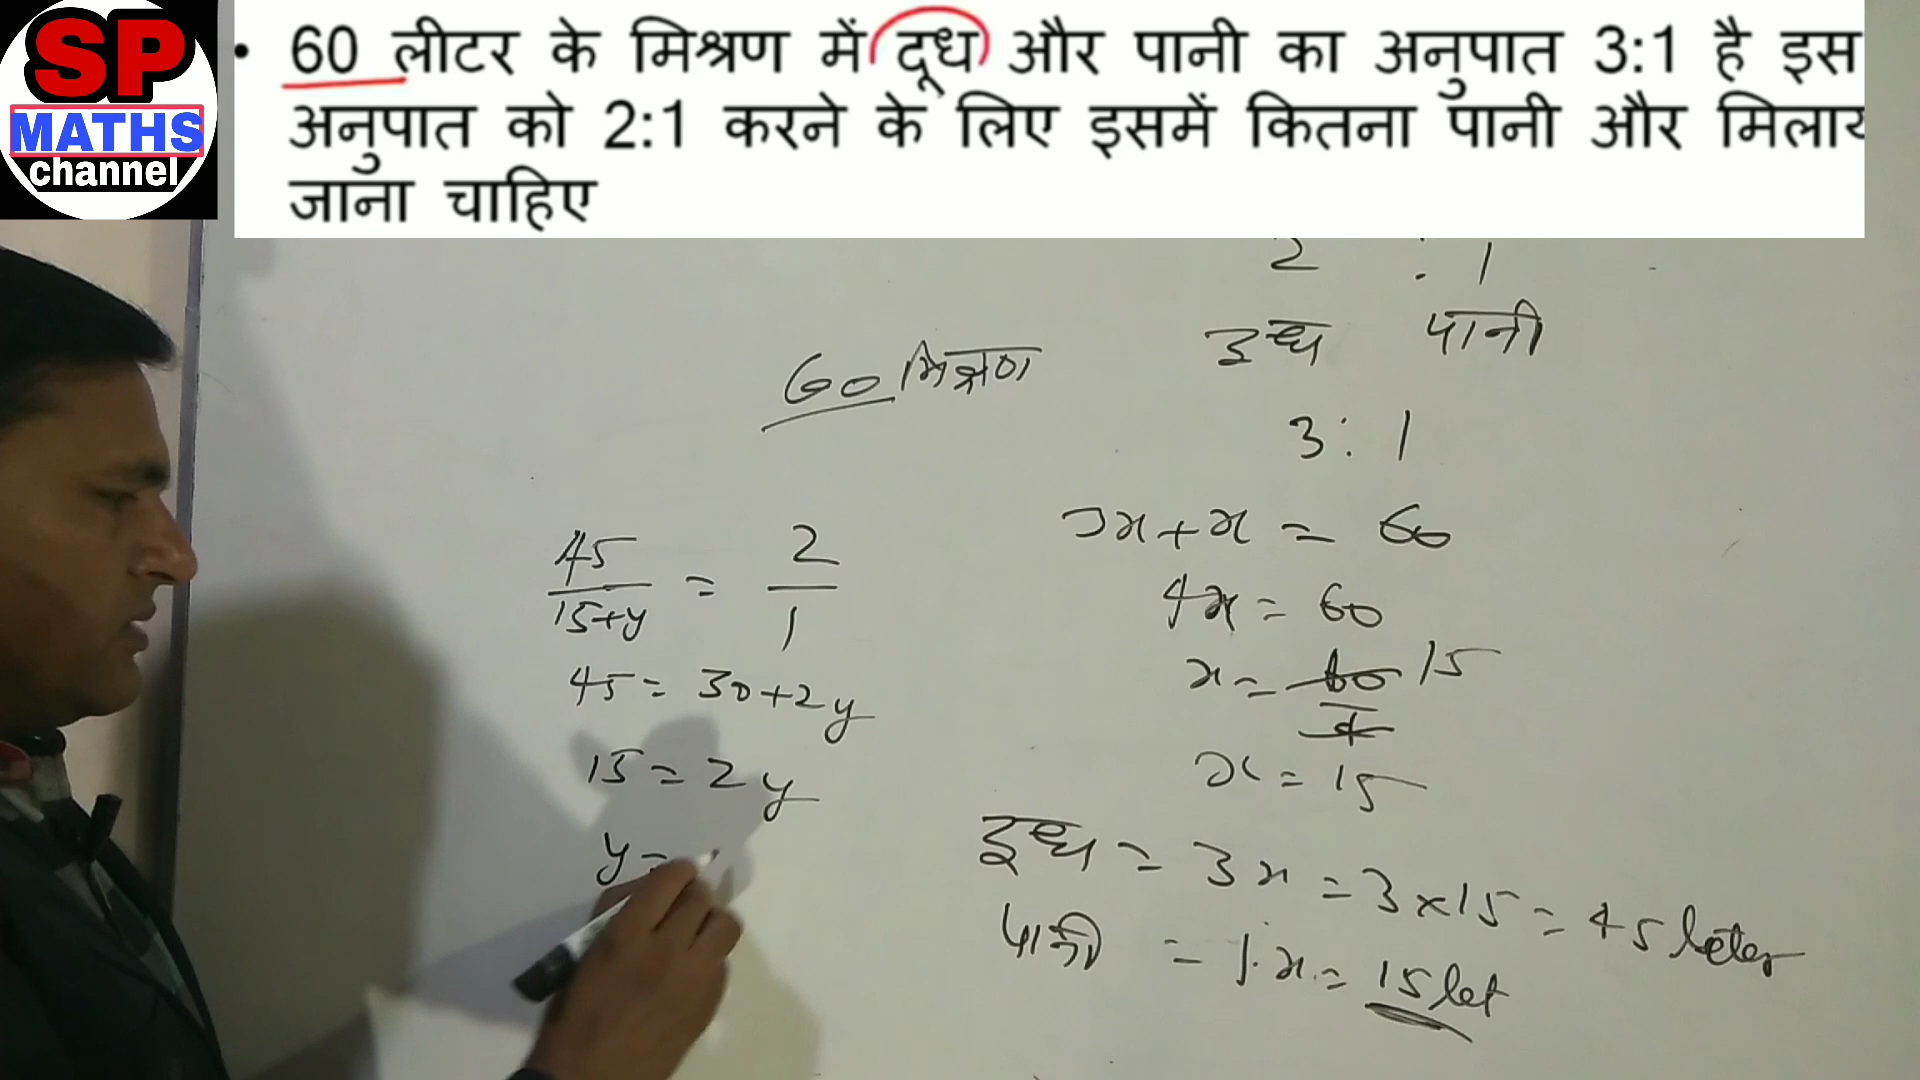 SP
MATHS
channel
• 60 लीटर के मिश्रण में दूध और पानी का अनुपात 3:1 है इस
अनुपात को 2:1 करने के लिए इसमें कितना पानी और मिलाय
जाना चाहिए
2 : 1
दुध पानी
60 मिश्रण
3 : 1
3x+x = 60
4x = 60
x = 60/4 15
x = 15
दुध = 3x = 3×15 = 45 leter
पानी = 1.x = 15 let
45/15+y = 2/1
45 = 30+2y
15 = 2y
y =